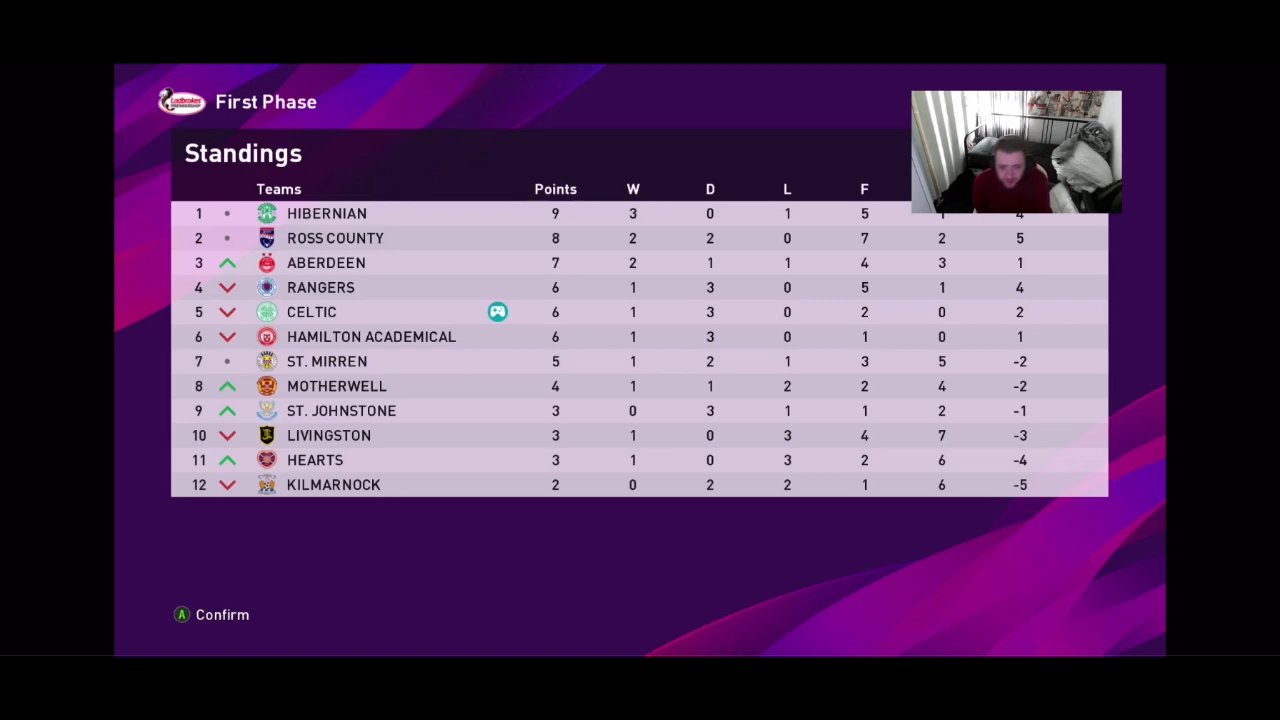 Ladbrokes PREMIERSHIP First Phase
Standings
Teams Points W D L F
1 HIBERNIAN 9 3 0 1 5 1 4
2 ROSS COUNTY 8 2 2 0 7 2 5
3 ABERDEEN 7 2 1 1 4 3 1
4 RANGERS 6 1 3 0 5 1 4
5 CELTIC 6 1 3 0 2 0 2
6 HAMILTON ACADEMICAL 6 1 3 0 1 0 1
7 ST. MIRREN 5 1 2 1 3 5 -2
8 MOTHERWELL 4 1 1 2 2 4 -2
9 ST. JOHNSTONE 3 0 3 1 1 2 -1
10 LIVINGSTON 3 1 0 3 4 7 -3
11 HEARTS 3 1 0 3 2 6 -4
12 KILMARNOCK 2 0 2 2 1 6 -5
A Confirm